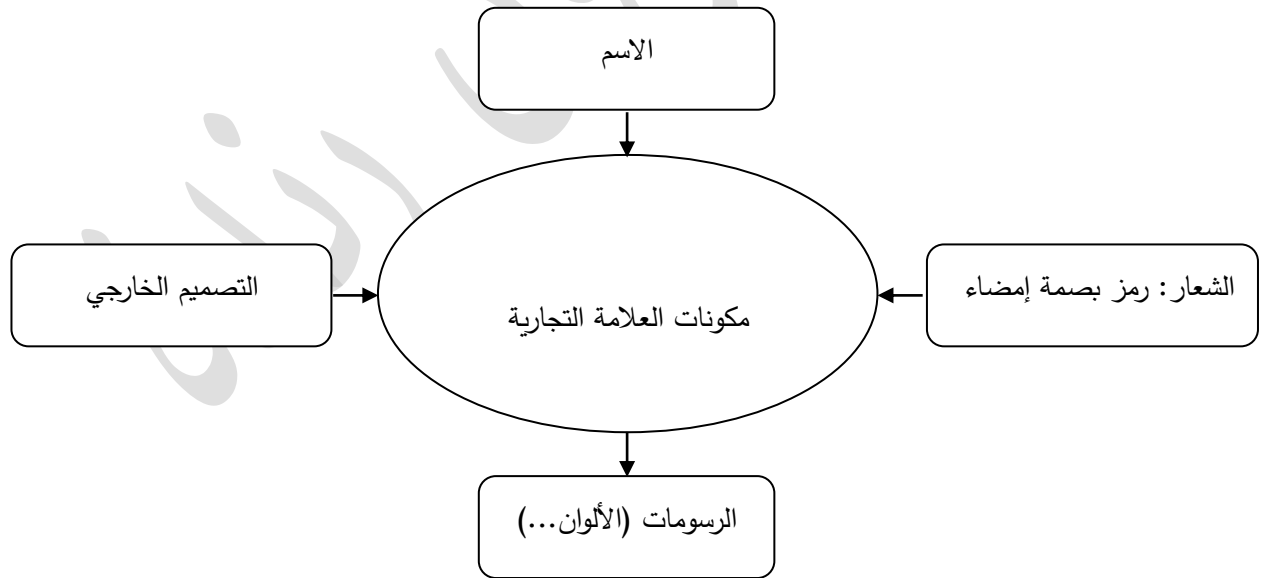 الاسم
الشعار: رمز بصمة إمضاء
مكونات العلامة التجارية
التصميم الخارجي
الرسومات (الألوان...)